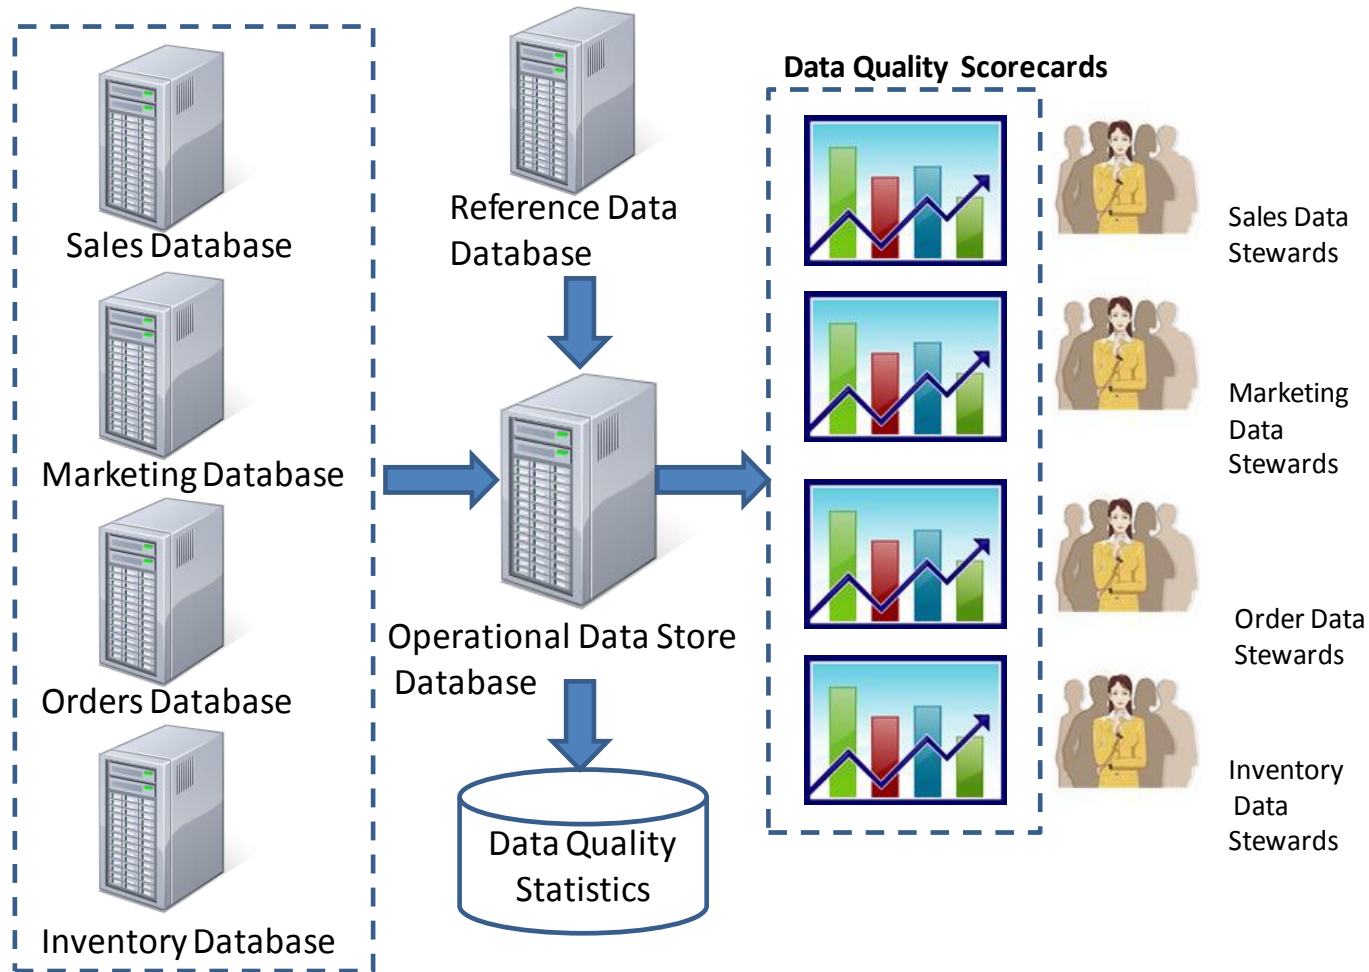 Sales Database
Marketing Database
Orders Database
Inventory Database
Reference Data
Database
Operational Data Store
Database
Data Quality
Statistics
Data Quality Scorecards
Sales Data
Stewards
Marketing
Data
Stewards
Order Data
Stewards
Inventory
Data
Stewards